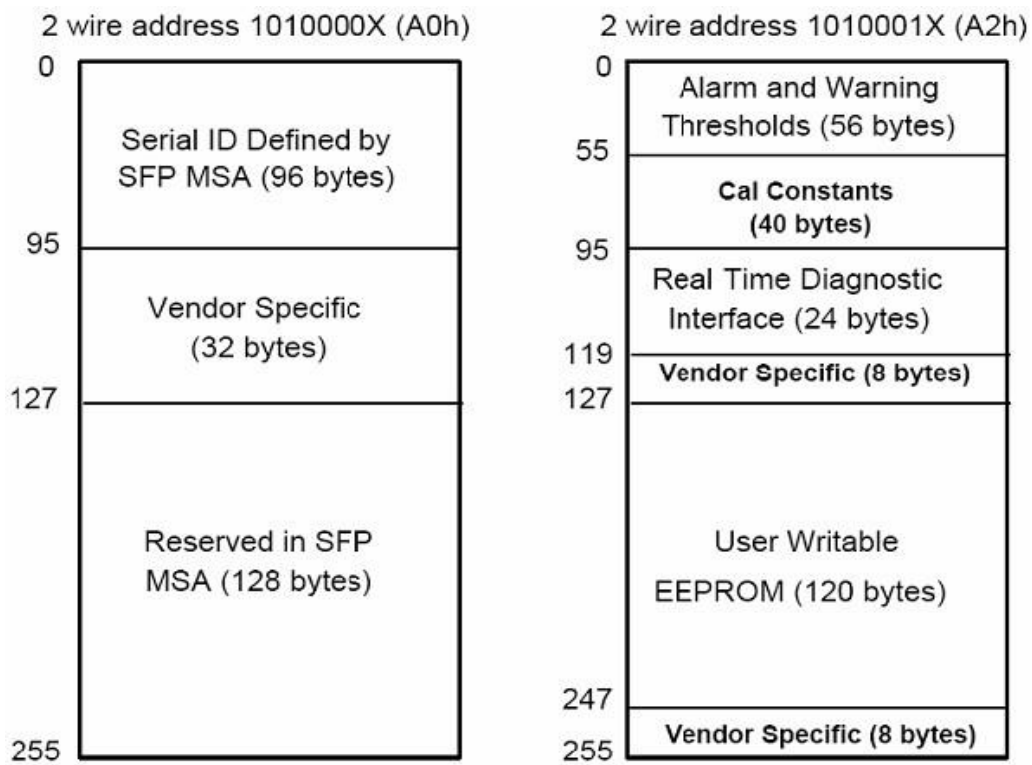 2 wire address 1010000X (A0h)
0
Serial ID Defined by
SFP MSA (96 bytes)
95
Vendor Specific
(32 bytes)
127
Reserved in SFP
MSA (128 bytes)
255
2 wire address 1010001X (A2h)
0
Alarm and Warning
Thresholds (56 bytes)
55
Cal Constants
(40 bytes)
95
Real Time Diagnostic
Interface (24 bytes)
119
Vendor Specific (8 bytes)
127
User Writable
EEPROM (120 bytes)
247
Vendor Specific (8 bytes)
255